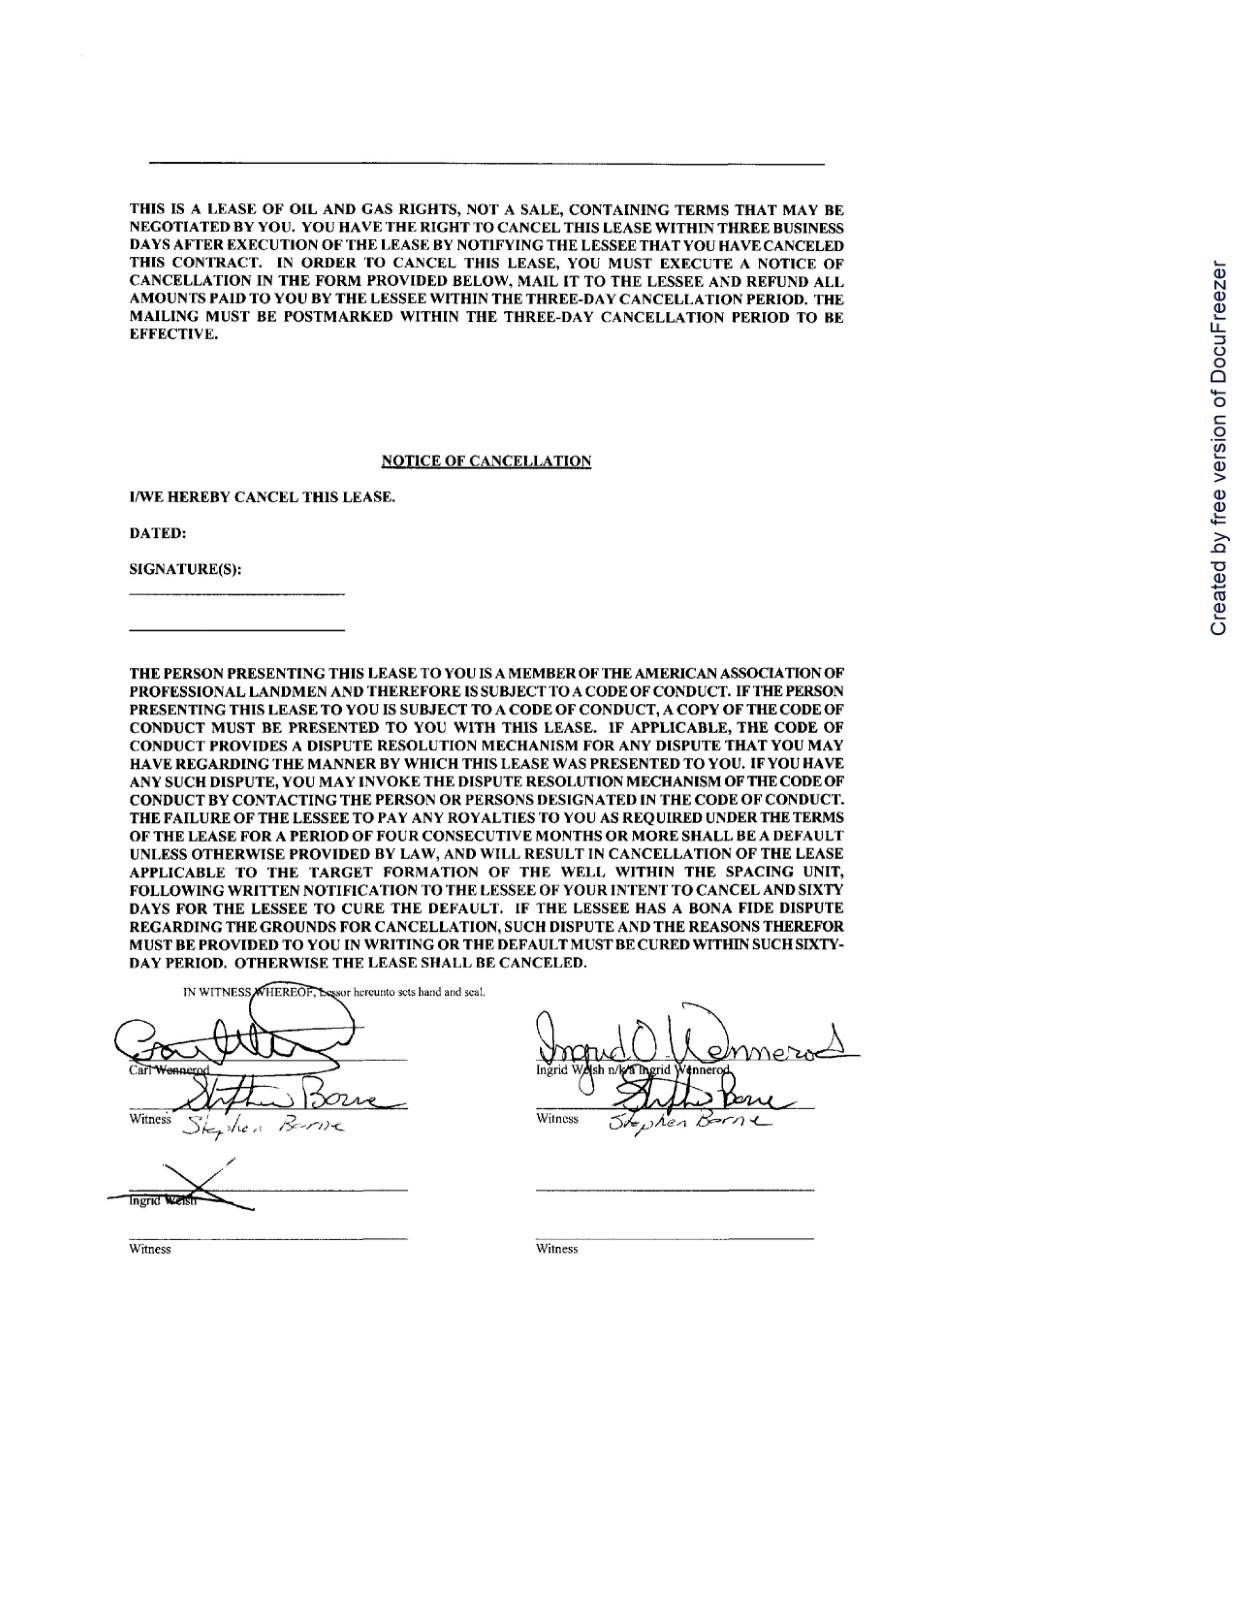 THIS IS A LEASE OF OIL AND GAS RIGHTS, NOT A SALE, CONTAINING TERMS THAT MAY BE
NEGOTIATED BY YOU. YOU HAVE THE RIGHT TO CANCEL THIS LEASE WITHIN THREE BUSINESS
DAYS AFTER EXECUTION OF THE LEASE BY NOTIFYING THE LESSEE THAT YOU HAVE CANCELED
THIS CONTRACT. IN ORDER TO CANCEL THIS LEASE, YOU MUST EXECUTE A NOTICE OF
CANCELLATION IN THE FORM PROVIDED BELOW, MAIL IT TO THE LESSEE AND REFUND ALL
AMOUNTS PAID TO YOU BY THE LESSEE WITHIN THE THREE-DAY CANCELLATION PERIOD. THE
MAILING MUST BE POSTMARKED WITHIN THE THREE-DAY CANCELLATION PERIOD TO BE
EFFECTIVE.
NOTICE OF CANCELLATION
I/WE HEREBY CANCEL THIS LEASE.
DATED:
SIGNATURE(S):
THE PERSON PRESENTING THIS LEASE TO YOU IS A MEMBER OF THE AMERICAN ASSOCIATION OF
PROFESSIONAL LANDMEN AND THEREFORE IS SUBJECT TO A CODE OF CONDUCT. IF THE PERSON
PRESENTING THIS LEASE TO YOU IS SUBJECT TO A CODE OF CONDUCT, A COPY OF THE CODE OF
CONDUCT MUST BE PRESENTED TO YOU WITH THIS LEASE. IF APPLICABLE, THE CODE OF
CONDUCT PROVIDES A DISPUTE RESOLUTION MECHANISM FOR ANY DISPUTE THAT YOU MAY
HAVE REGARDING THE MANNER BY WHICH THIS LEASE WAS PRESENTED TO YOU. IF YOU HAVE
ANY SUCH DISPUTE, YOU MAY INVOKE THE DISPUTE RESOLUTION MECHANISM OF THE CODE OF
CONDUCT BY CONTACTING THE PERSON OR PERSONS DESIGNATED IN THE CODE OF CONDUCT.
THE FAILURE OF THE LESSEE TO PAY ANY ROYALTIES TO YOU AS REQUIRED UNDER THE TERMS
OF THE LEASE FOR A PERIOD OF FOUR CONSECUTIVE MONTHS OR MORE SHALL BE A DEFAULT
UNLESS OTHERWISE PROVIDED BY LAW, AND WILL RESULT IN CANCELLATION OF THE LEASE
APPLICABLE TO THE TARGET FORMATION OF THE WELL WITHIN THE SPACING UNIT,
FOLLOWING WRITTEN NOTIFICATION TO THE LESSEE OF YOUR INTENT TO CANCEL AND SIXTY
DAYS FOR THE LESSEE TO CURE THE DEFAULT. IF THE LESSEE HAS A BONA FIDE DISPUTE
REGARDING THE GROUNDS FOR CANCELLATION, SUCH DISPUTE AND THE REASONS THEREFOR
MUST BE PROVIDED TO YOU IN WRITING OR THE DEFAULT MUST BE CURED WITHIN SUCH SIXTY-
DAY PERIOD. OTHERWISE THE LEASE SHALL BE CANCELED.
IN WITNESS WHEREOF, Lessor hereunto sets hand and seal.
Ingrid O. Wennerod
Carl Wennerod
Ingrid Welsh n/k/a Ingrid Wennerod
Stephen Borne
Stephen Borne
Witness Stephen Borne
Witness Stephen Borne
Ingrid Welsh
Witness
Witness
Created by free version of DocuFreezer